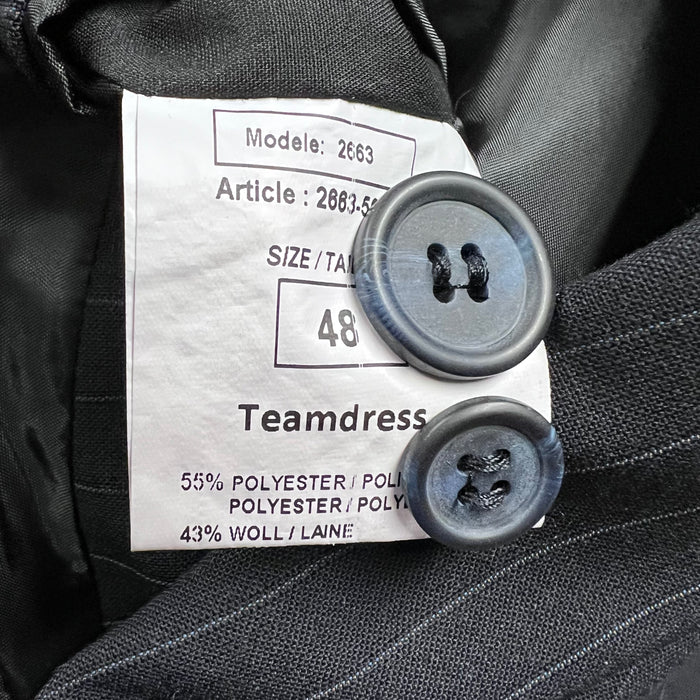 Modele: 2663
Article : 2663-5
SIZE / TAI
48
Teamdress
55% POLYESTER / POLI
POLYESTER / POLY
43% WOLL / LAINE